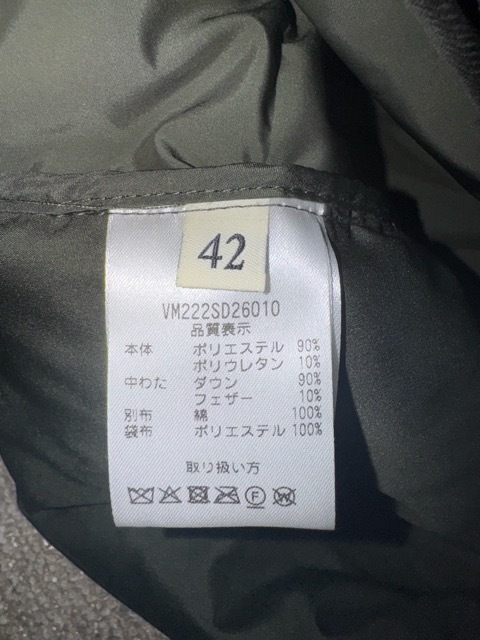 42
VM222SD26010
品質表示
本体 ポリエステル 90%
ポリウレタン 10%
中わた ダウン 90%
フェザー 10%
別布 綿 100%
袋布 ポリエステル 100%
取り扱い方
F W